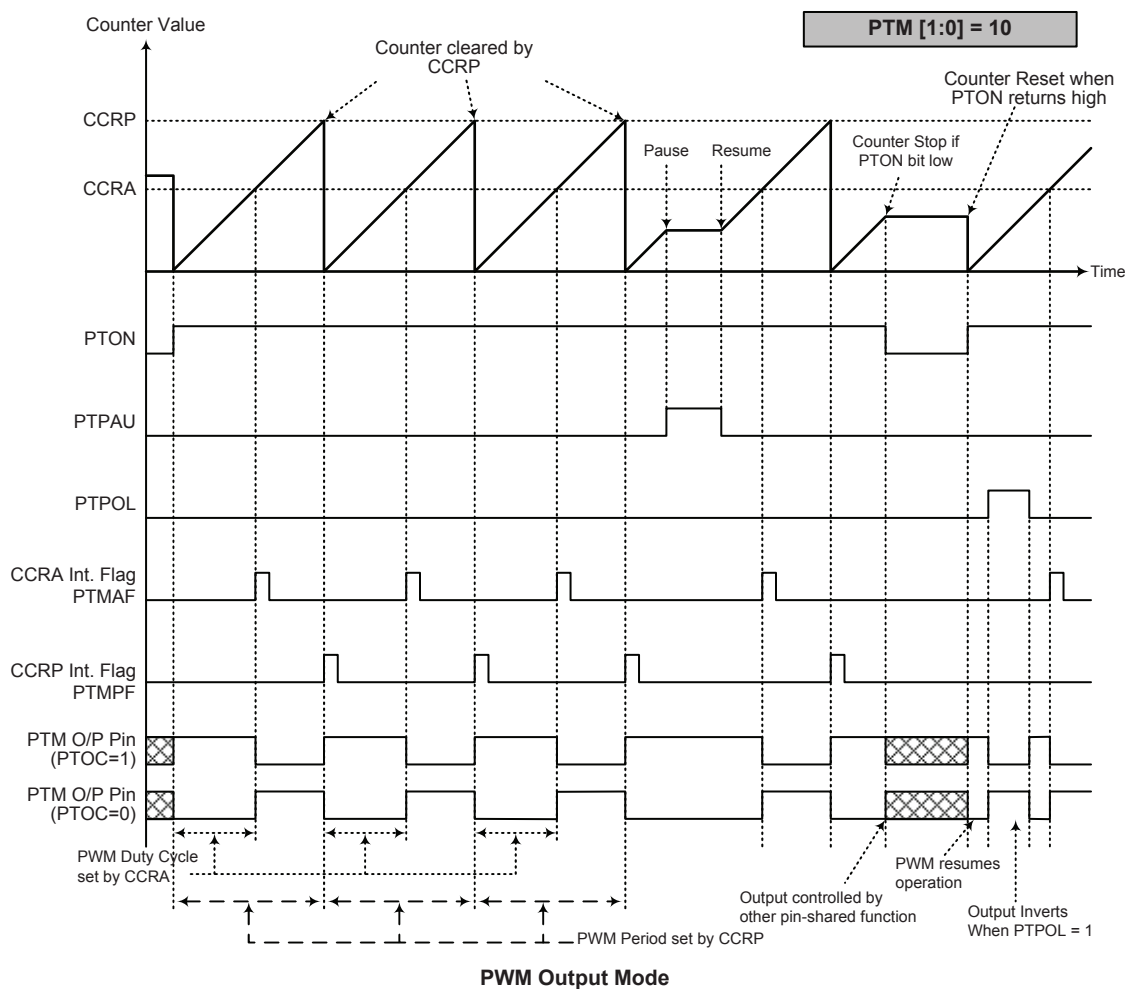 Counter Value
PTM [1:0] = 10
Counter cleared by
CCRP
Counter Reset when
PTON returns high
CCRP
Pause
Resume
Counter Stop if
PTON bit low
CCRA
Time
PTON
PTPAU
PTPOL
CCRA Int. Flag
PTMAF
CCRP Int. Flag
PTMPF
PTM O/P Pin
(PTOC=1)
PTM O/P Pin
(PTOC=0)
PWM Duty Cycle
set by CCRA
PWM resumes
operation
Output controlled by
other pin-shared function
Output Inverts
When PTPOL = 1
PWM Period set by CCRP
PWM Output Mode